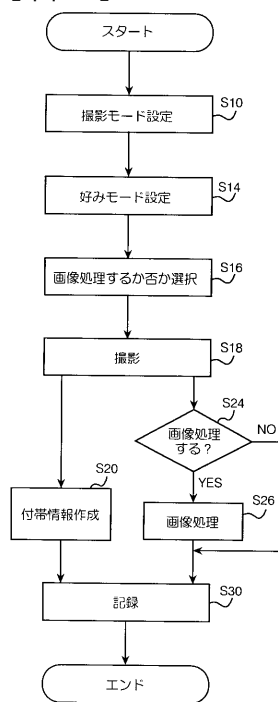 スタート
S10
撮影モード設定
S14
好みモード設定
S16
画像処理するか否か選択
S18
撮影
S24
画像処理
する？
NO
YES
S20
付帯情報作成
S26
画像処理
S30
記録
エンド